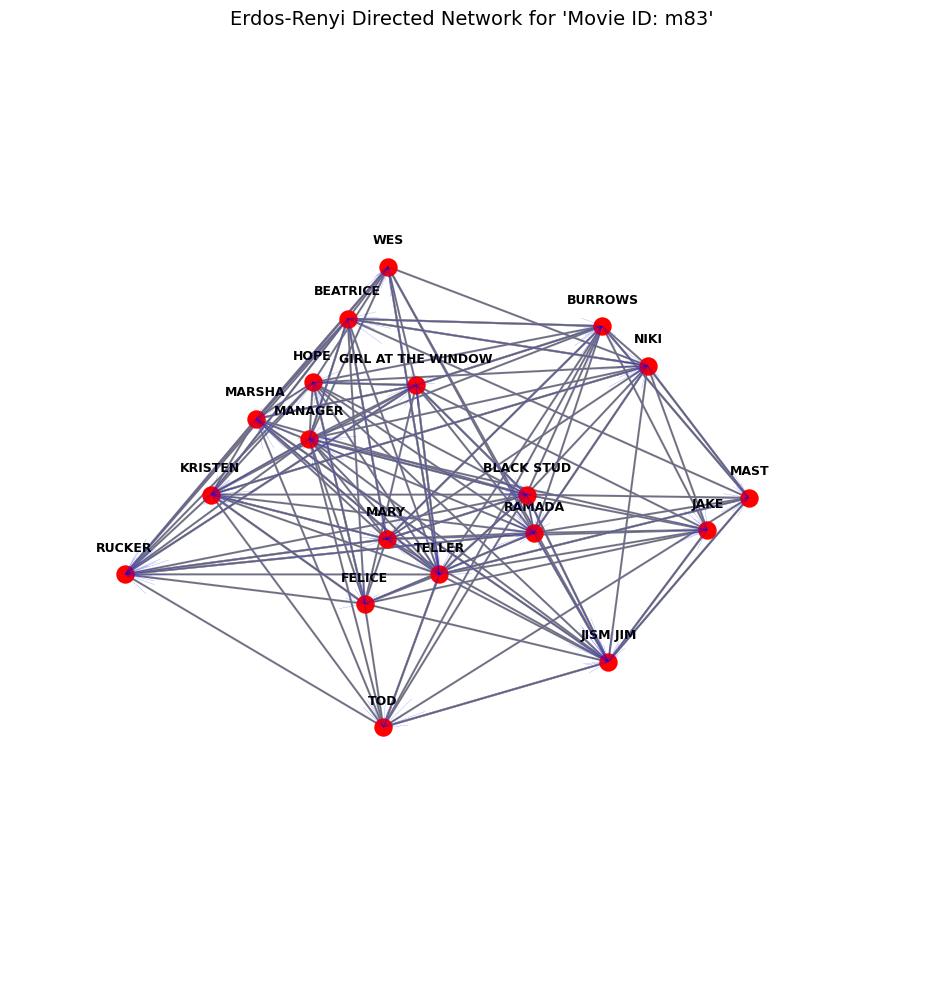 Erdos-Renyi Directed Network for 'Movie ID: m83'
WES
BEATRICE
BURROWS
NIKI
HOPE
GIRL AT THE WINDOW
MARSHA
MANAGER
KRISTEN
BLACK STUD
MAST
JAKE
RAMADA
MARY
RUCKER
TELLER
FELICE
JISM JIM
TOD